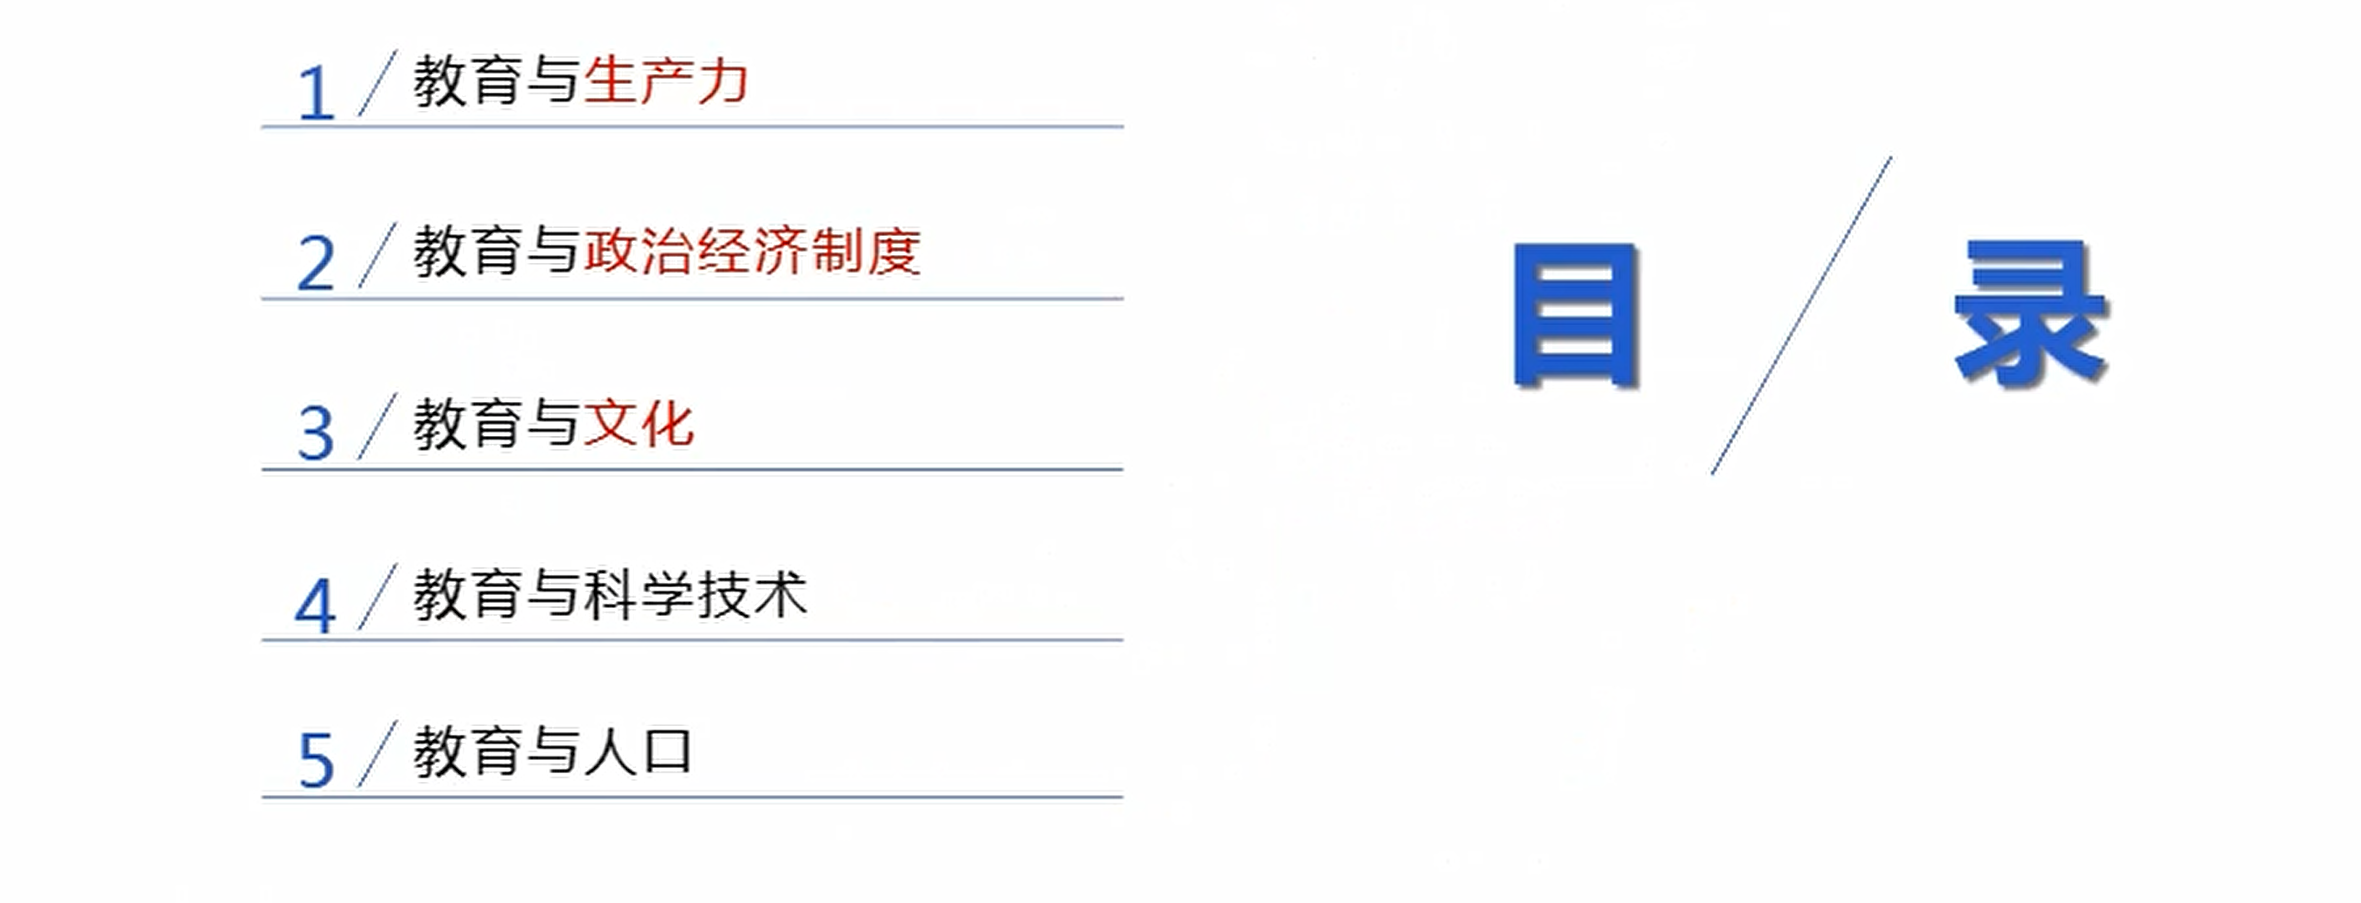 1 / 教育与生产力
2 / 教育与政治经济制度
3 / 教育与文化
4 / 教育与科学技术
5 / 教育与人口
目 / 录